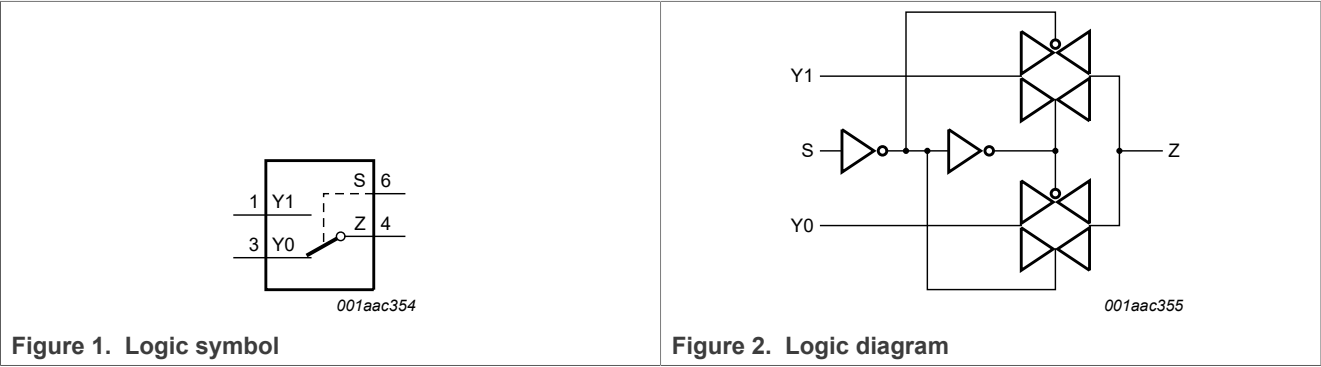 S 6
1 Y1
Z 4
3 Y0
001aac354
Figure 1. Logic symbol
Y1
S
Z
Y0
001aac355
Figure 2. Logic diagram